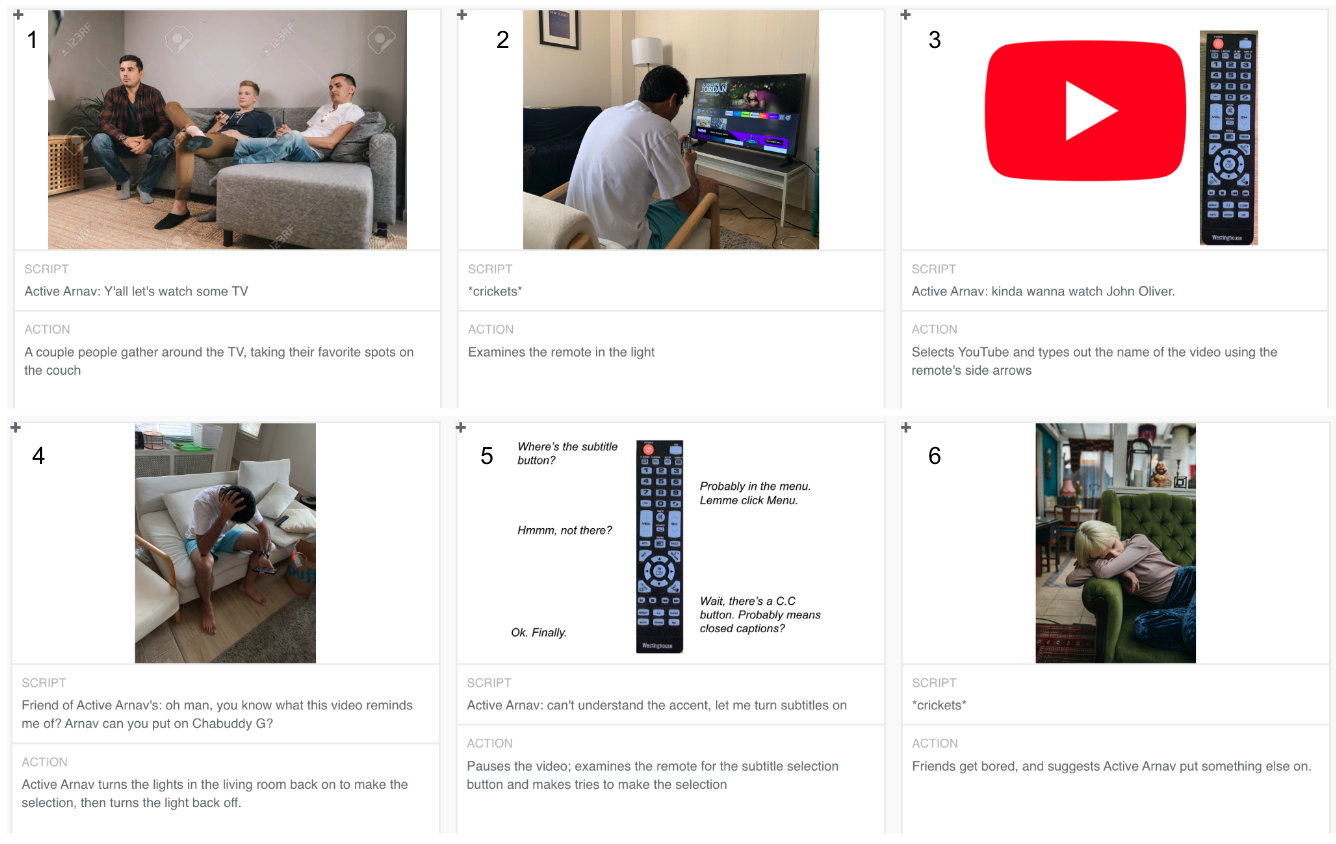 1
123RF
123RF
123RF
SCRIPT
Active Arnav: Y'all let's watch some TV
ACTION
A couple people gather around the TV, taking their favorite spots on
the couch
2
JORDAN
SCRIPT
*crickets*
ACTION
Examines the remote in the light
3
Westinghouse
SCRIPT
Active Arnav: kinda wanna watch John Oliver.
ACTION
Selects YouTube and types out the name of the video using the
remote's side arrows
4
SCRIPT
Friend of Active Arnav's: oh man, you know what this video reminds
me of? Arnav can you put on Chabuddy G?
ACTION
Active Arnav turns the lights in the living room back on to make the
selection, then turns the light back off.
5
Where's the subtitle
button?
Probably in the menu.
Lemme click Menu.
Hmmm, not there?
Wait, there's a C.C
button. Probably means
closed captions?
Ok. Finally.
Westinghouse
SCRIPT
Active Arnav: can't understand the accent, let me turn subtitles on
ACTION
Pauses the video; examines the remote for the subtitle selection
button and makes tries to make the selection
6
SCRIPT
*crickets*
ACTION
Friends get bored, and suggests Active Arnav put something else on.